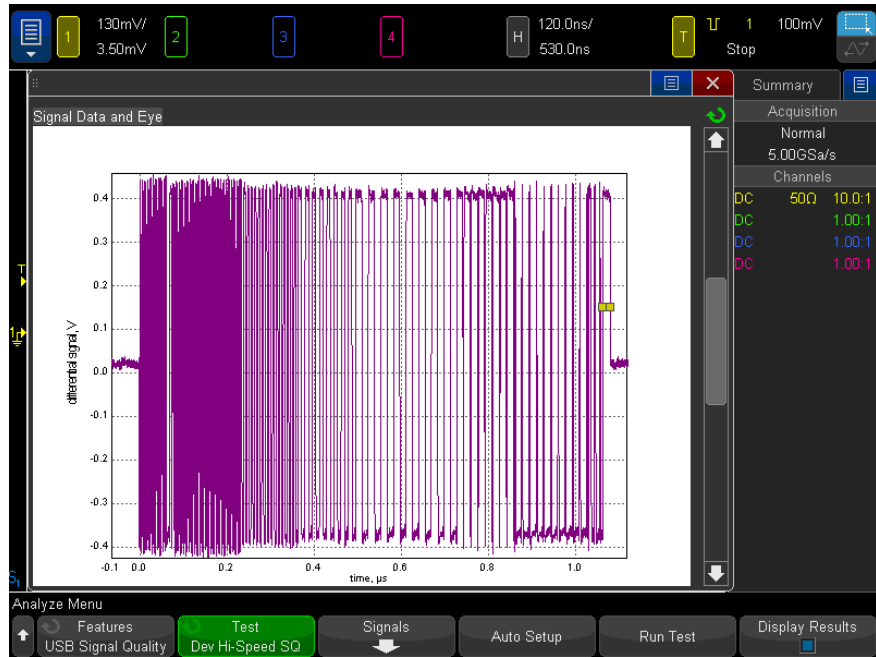 1 130mV/ 3.50mV/ 2 3 4 H 120.0ns/ 530.0ns T 1 100mV Stop
Summary
Acquisition
Normal
5.00GSa/s
Channels
DC 50Ω 10.0:1
DC 1.00:1
DC 1.00:1
DC 1.00:1
Signal Data and Eye
0.4
0.3
0.2
0.1
0.0
-0.1
-0.2
-0.3
-0.4
differential signal, V
-0.1 0.0 0.2 0.4 0.6 0.8 1.0
time, µs
T
1
S1
Analyze Menu
Features
USB Signal Quality
Test
Dev Hi-Speed SQ
Signals
Auto Setup
Run Test
Display Results